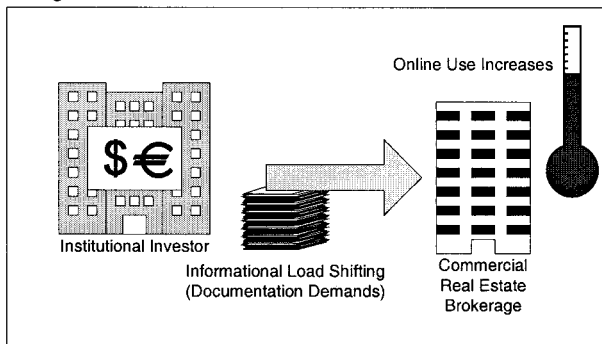 Online Use Increases
$€
Institutional Investor
Informational Load Shifting
(Documentation Demands)
Commercial
Real Estate
Brokerage